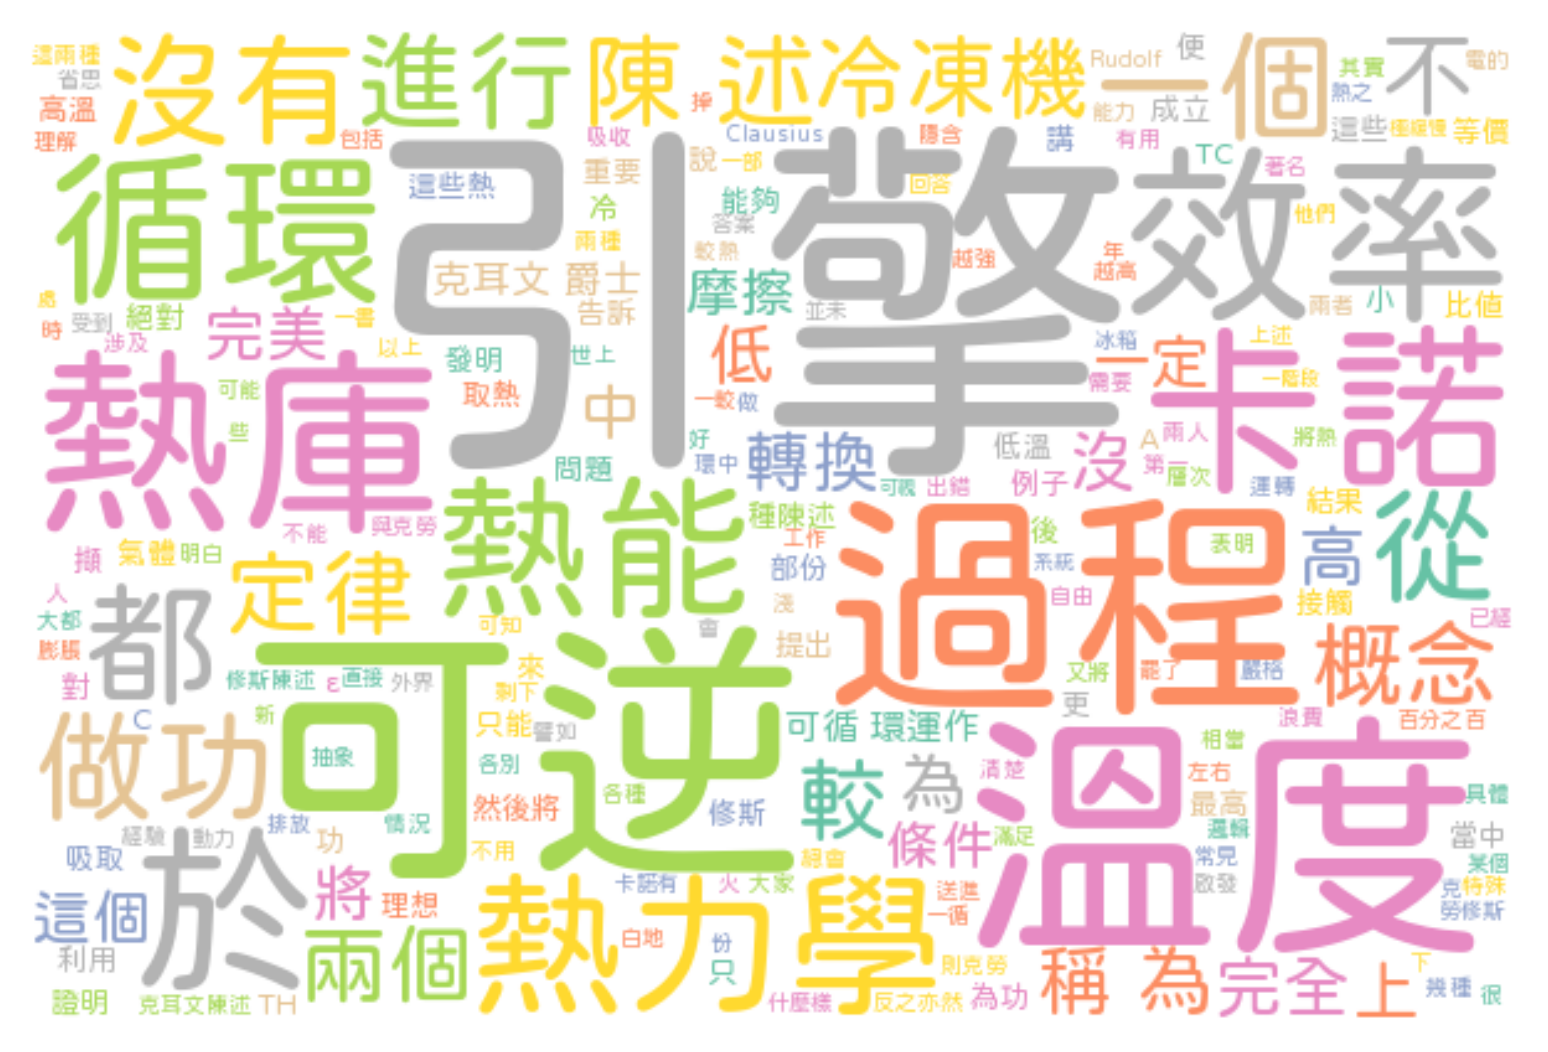 這兩種 沒有 進行 陳述 冷凍機 Rudolf 便 一個 不 電的
省思 其實
高溫 操 能力 成立 熱之
理解 包括 吸收 Clausius 隱含 講 有用 這些 極緩慢 等價
循環 引擎 效率
這些熱 重要 說 一部 TC 著名
冷 能夠 回答
兩種 答案 他們
克耳文 爵士 較熱 越強 年
摩擦 越高
處 絕對 完美 一書 告訴 並未 兩者 小 比值
時 受到
涉及 以上 發明 世上 低 冰箱 一定 上述
熱庫 可能 取熱 中 一較 做 需要 一階段 卡諾
些 好 轉換 低溫 沒 A 兩人 將熱
問題 環中 例子 第一
可視 出錯 層次 運轉 結果
不能 與克勞 熱能 種陳述 過程 後 表明 高 從
擷 氣體 明白 工作
部份 系統
人 定律 淺 自由 接觸
大都 都 可知 會 提出 已經
膨脹 可逆 概念
對 修斯陳述 ε 直接 外界 來 又將 罷了 嚴格
剩下
做功 C 新 只能 譬如 可循 環運作 更 浪費 百分之百
抽象 各別 較 為 清楚 溫度 相當
左右
然後將 各種 修斯 最高 具體
經驗 動力 排放 功 情況 條件 滿足 邏輯 當中
吸取 於 不用 總會 常見 某個
將 理想 卡諾有 火 大家 送進 啟發 克 特殊
這個 熱力學 一循 勞修斯
兩個 白地 份
利用 只 則克勞 稱 為 完全 上 下
證明 克耳文陳述 TH 什麼樣 反之亦然 為功 幾種 很